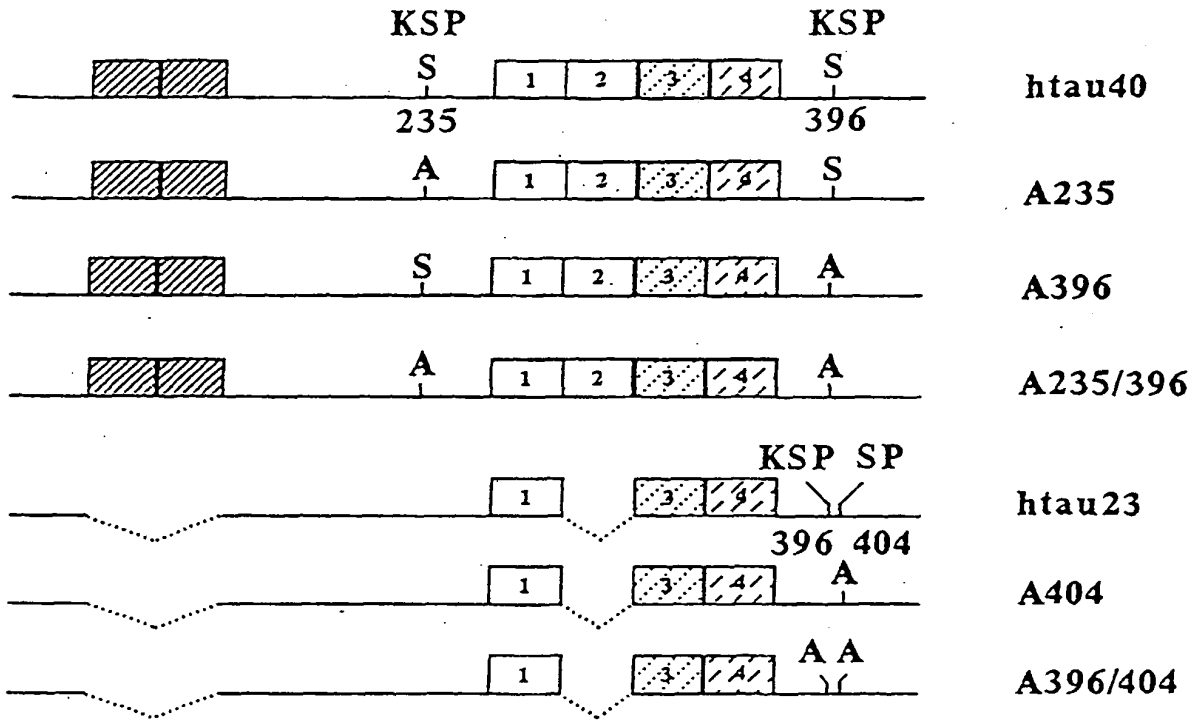 KSP KSP
S 1 2 3 4 S htau40
235 396
A 1 2 3 4 S A235
S 1 2 3 4 A A396
A 1 2 3 4 A A235/396
KSP SP
1 3 4 htau23
396 404
1 3 4 A A404
1 3 4 A A A396/404